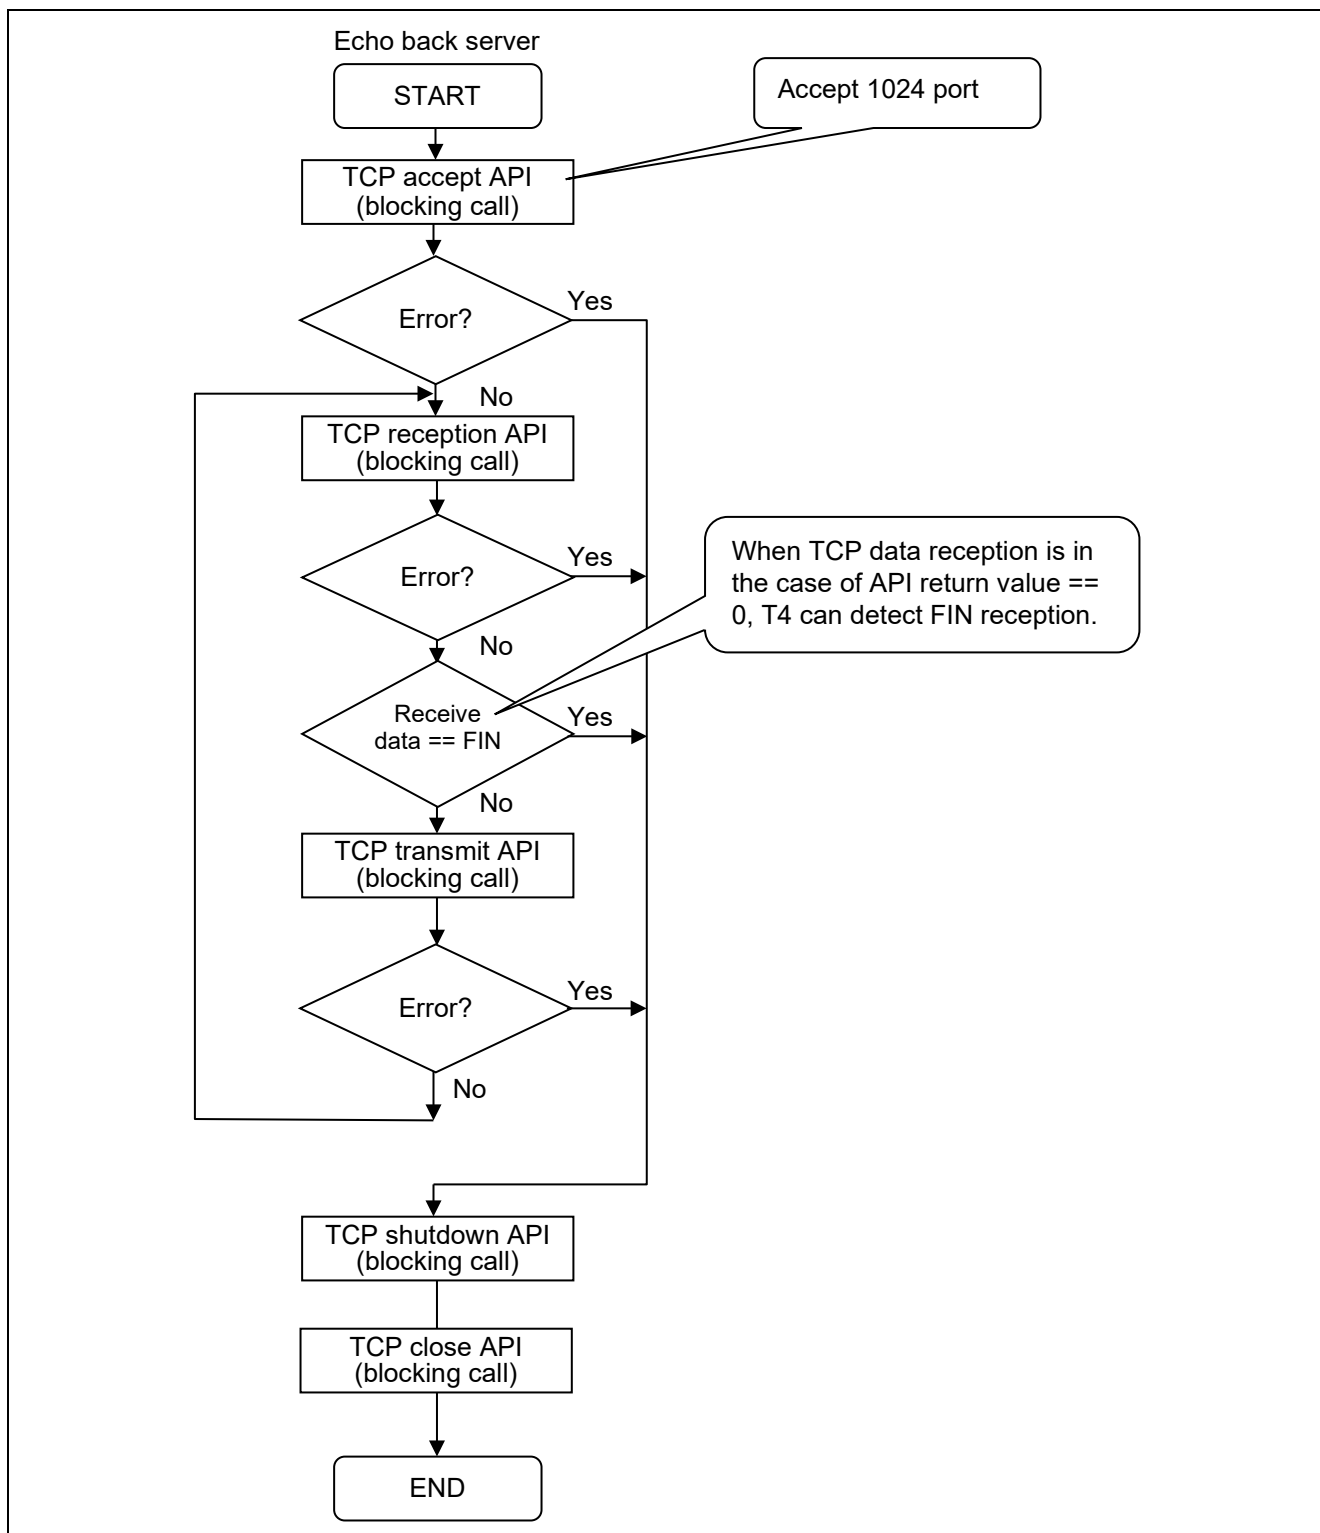 Echo back server
START
Accept 1024 port
TCP accept API
(blocking call)
Yes
Error?
No
TCP reception API
(blocking call)
Yes
Error?
When TCP data reception is in
the case of API return value ==
0, T4 can detect FIN reception.
No
Receive
data == FIN
Yes
No
TCP transmit API
(blocking call)
Yes
Error?
No
TCP shutdown API
(blocking call)
TCP close API
(blocking call)
END